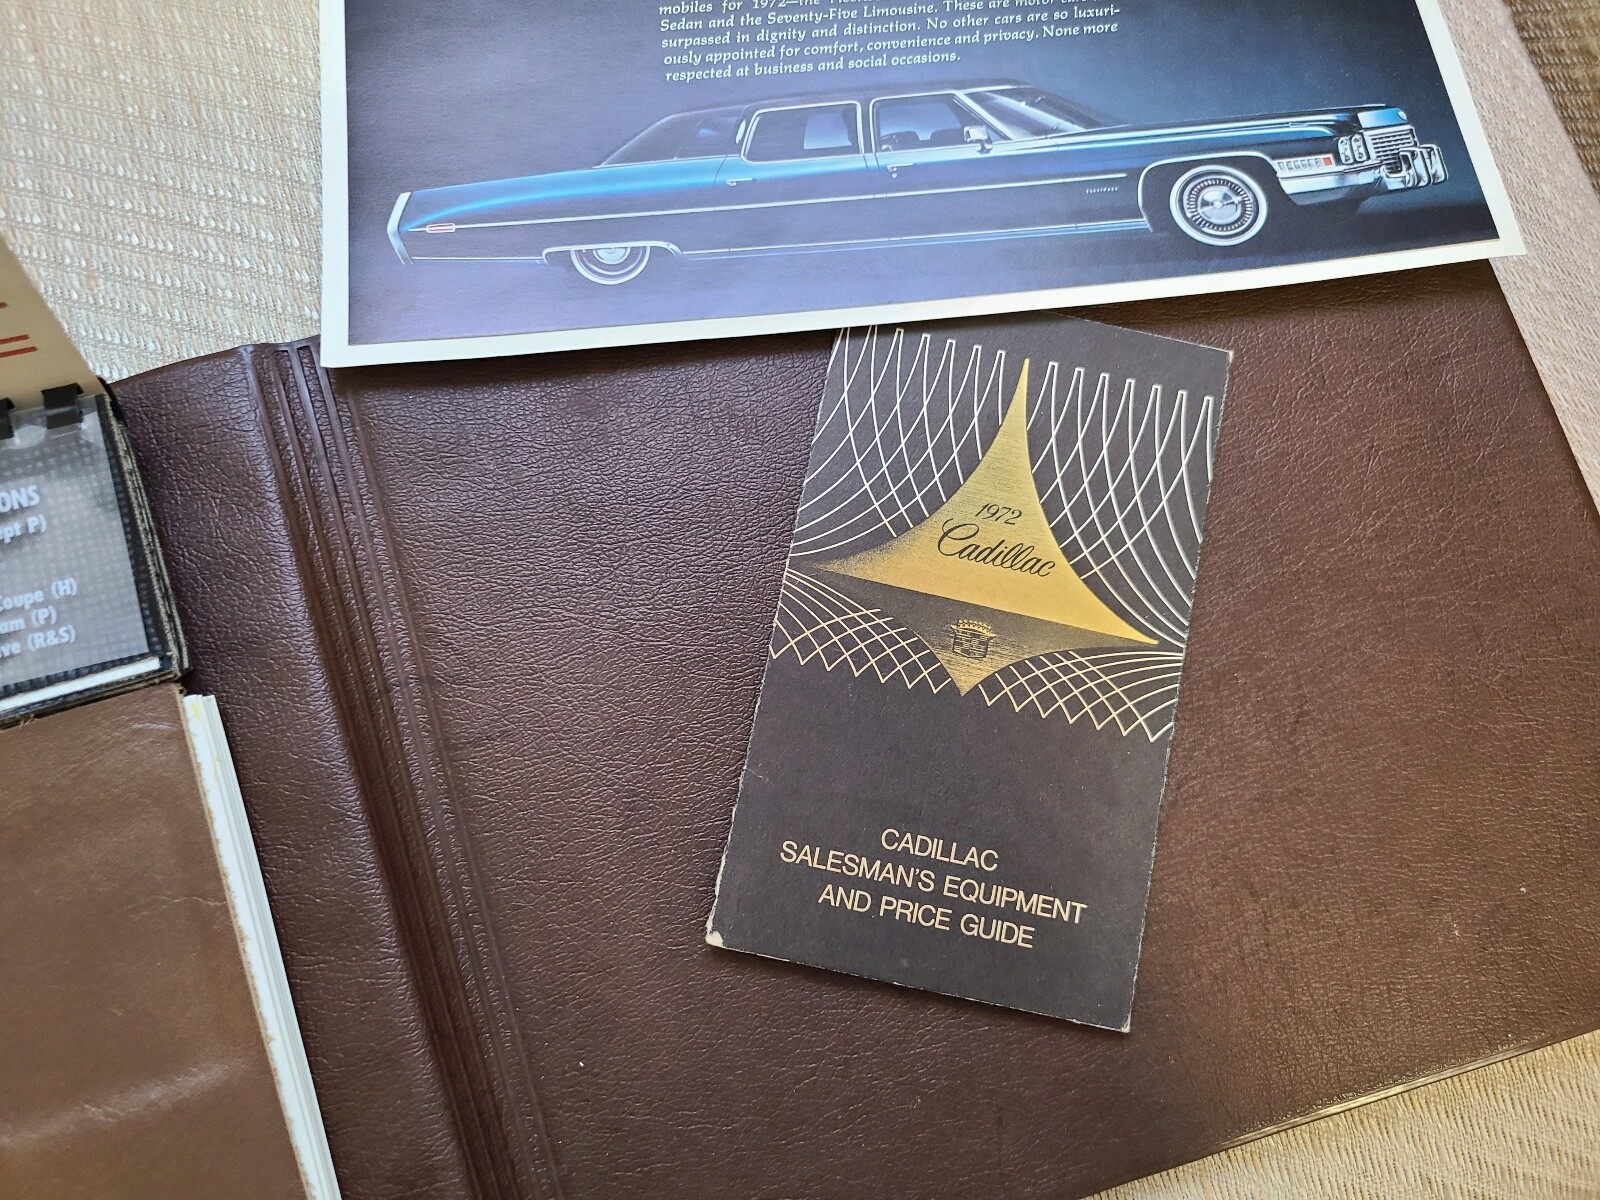 mobiles for 1972—the
Sedan and the Seventy-Five Limousine. These are motor cars
surpassed in dignity and distinction. No other cars are so luxuri-
ously appointed for comfort, convenience and privacy. None more
respected at business and social occasions.
1972
Cadillac
CADILLAC
SALESMAN'S EQUIPMENT
AND PRICE GUIDE
ONS
pt P)
Coupe (H)
am (P)
ve (R&S)